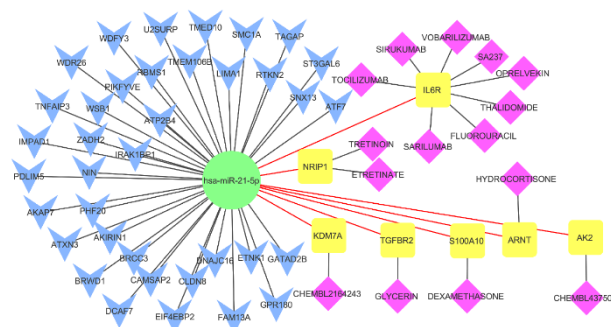 TMED10
U2SURP
SMC1A
WDFY3
TAGAP
WDR26
RBMS1
TMEM106B
LIMA1
RTKN2
ST3GAL6
PIKFYVE
SNX13
TNFAIP3
WSB1
ATP2B4
ATF7
IMPAD1
ZADH2
IRAK1BP1
PDLIM5
NIN
hsa-miR-21-5p
AKAP7
PHF20
ATXN3
AKIRIN1
BRWD1
BRCC3
CAMSAP2
DNAJC16
ETNK1
GATAD2B
DCAF7
CLDN8
EIF4EBP2
FAM13A
GPR180
VOBARILIZUMAB
SIRUKUMAB
SA237
TOCILIZUMAB
OPRELVEKIN
IL6R
THALIDOMIDE
FLUOROURACIL
SARILUMAB
TRETINOIN
NRIP1
ETRETINATE
HYDROCORTISONE
KDM7A
TGFBR2
S100A10
ARNT
AK2
CHEMBL2164243
GLYCERIN
DEXAMETHASONE
CHEMBL43750